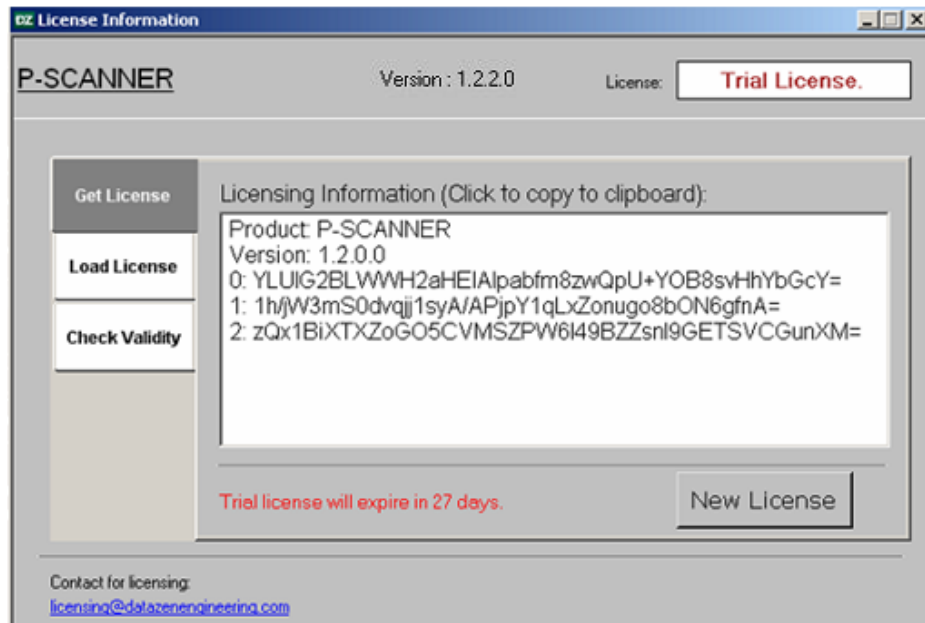 DZ License Information
P-SCANNER
Version : 1.2.2.0
License:
Trial License.
Get License
Load License
Check Validity
Licensing Information (Click to copy to clipboard):
Product: P-SCANNER
Version: 1.2.0.0
0: YLUIG2BLWWH2aHEIAlpabfm8zwQpU+YOB8svHhYbGcY=
1: 1h/jW3mS0dvqjj1syA/APjpY1qLxZonugo8bON6gfnA=
2: zQx1BiXTXZoGO5CVMSZPW6l49BZZsnl9GETSVCGunXM=
Trial license will expire in 27 days.
New License
Contact for licensing:
licensing@datazenengineering.com